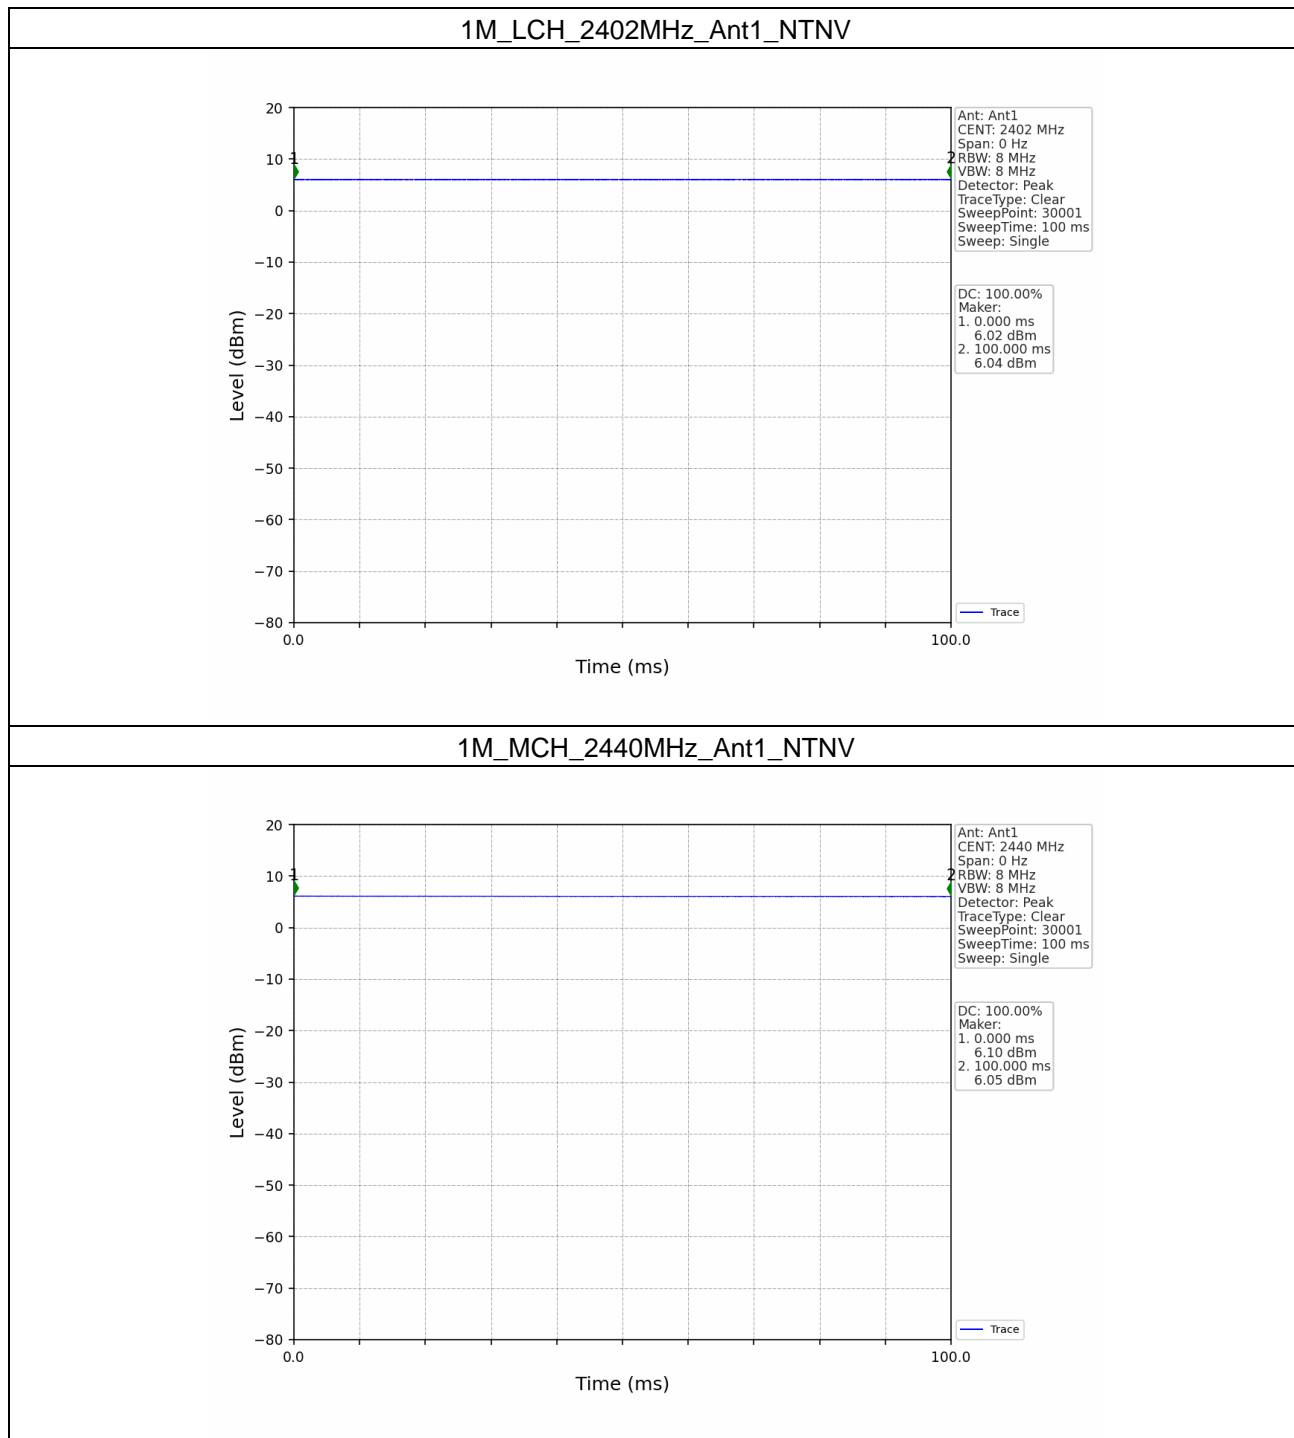 1M_LCH_2402MHz_Ant1_NTNV
20
10
0
−10
−20
−30
−40
−50
−60
−70
−80
Level (dBm)
1
2
0.0
100.0
Time (ms)
Ant: Ant1
CENT: 2402 MHz
Span: 0 Hz
RBW: 8 MHz
VBW: 8 MHz
Detector: Peak
TraceType: Clear
SweepPoint: 30001
SweepTime: 100 ms
Sweep: Single
DC: 100.00%
Maker:
1. 0.000 ms
6.02 dBm
2. 100.000 ms
6.04 dBm
Trace
1M_MCH_2440MHz_Ant1_NTNV
20
10
0
−10
−20
−30
−40
−50
−60
−70
−80
Level (dBm)
1
2
0.0
100.0
Time (ms)
Ant: Ant1
CENT: 2440 MHz
Span: 0 Hz
RBW: 8 MHz
VBW: 8 MHz
Detector: Peak
TraceType: Clear
SweepPoint: 30001
SweepTime: 100 ms
Sweep: Single
DC: 100.00%
Maker:
1. 0.000 ms
6.10 dBm
2. 100.000 ms
6.05 dBm
Trace